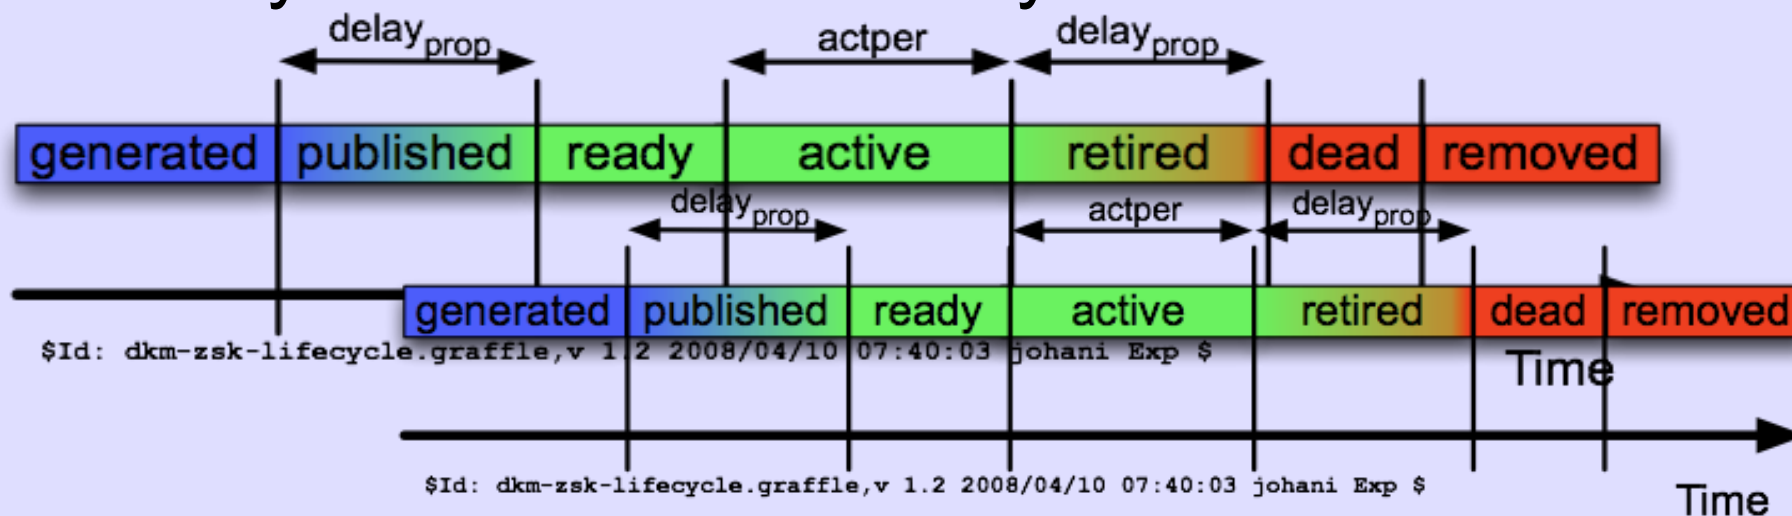 delayprop actper delayprop
generated published ready active retired dead removed
delayprop actper delayprop
generated published ready active retired dead removed
$Id: dkm-zsk-lifecycle.graffle,v 1.2 2008/04/10 07:40:03 johani Exp $
Time
$Id: dkm-zsk-lifecycle.graffle,v 1.2 2008/04/10 07:40:03 johani Exp $
Time